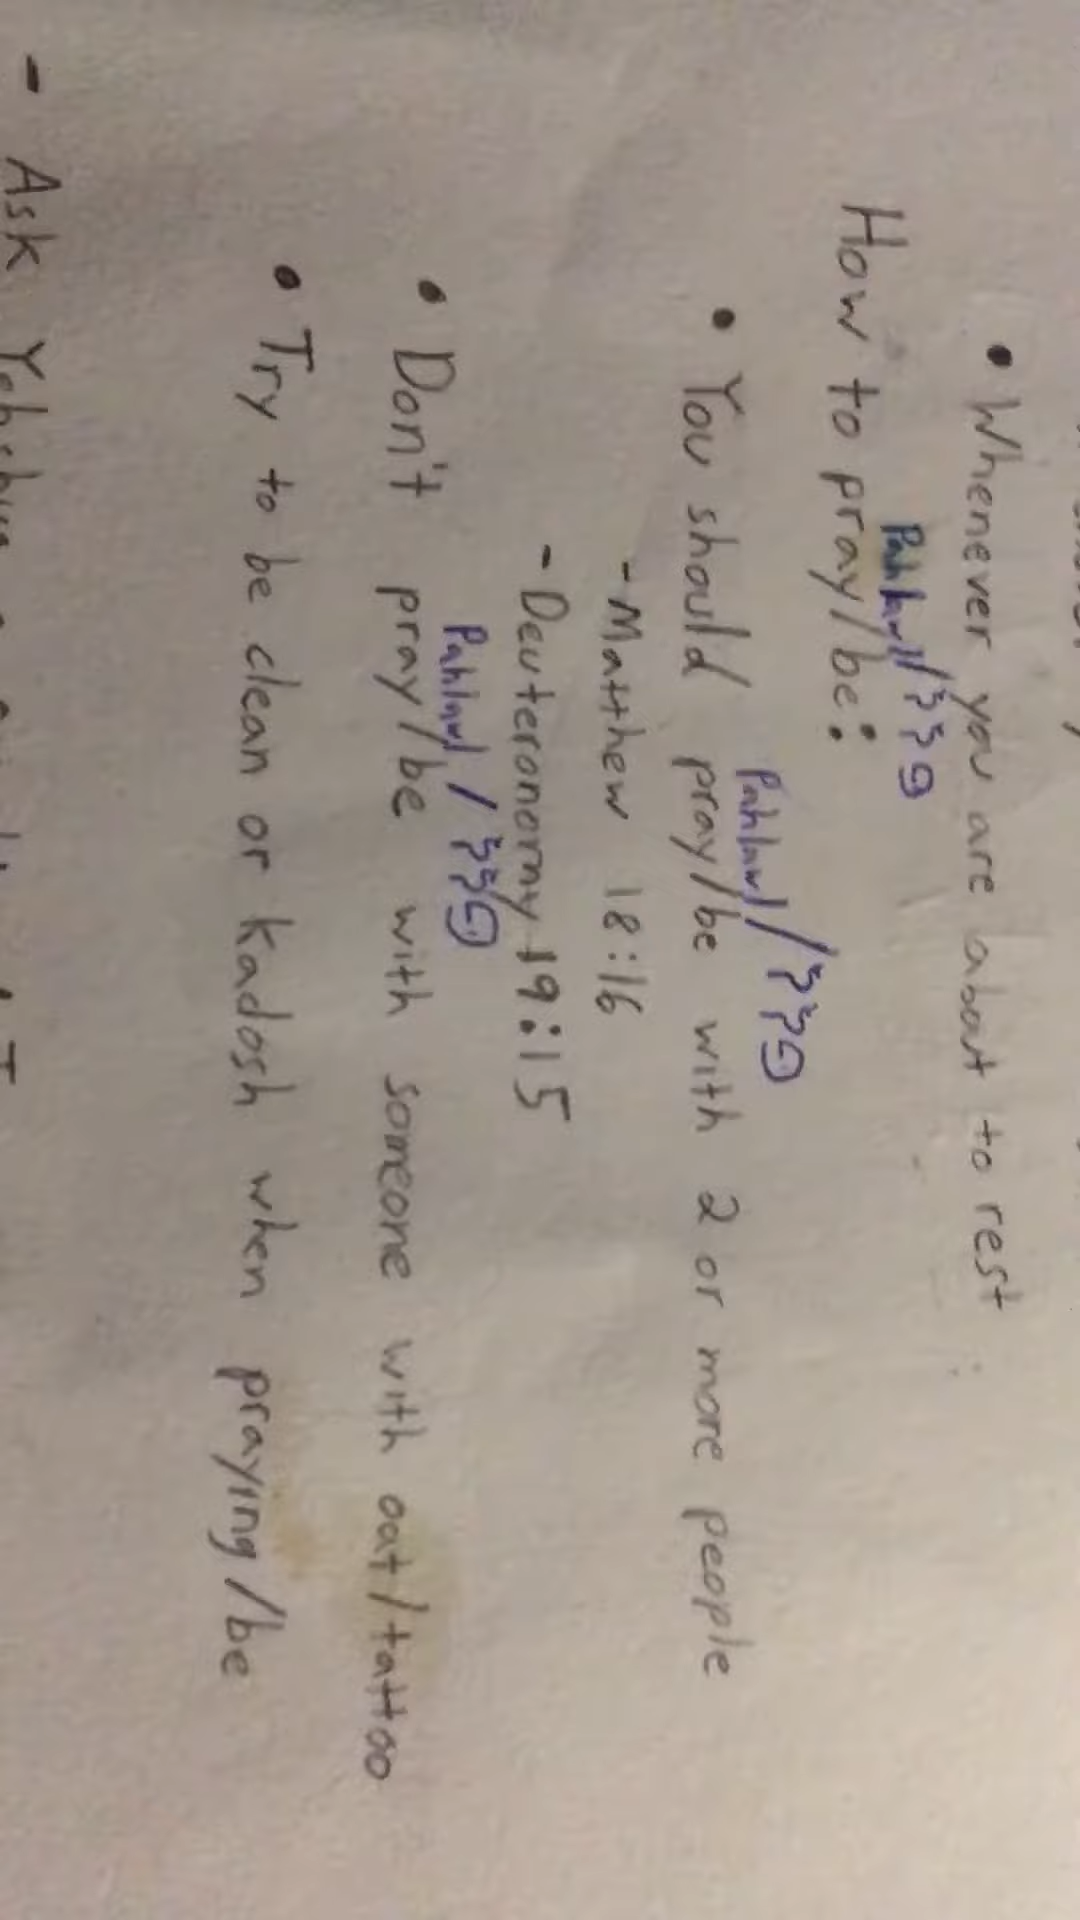 • Whenever you are about to rest
How to pray/be:
• You should pray/be with 2 or more people
- Matthew 18:16
- Deuteronomy 19:15
• Don't pray/be with someone with oat/tattoo
• Try to be clean or kadosh when praying/be
- Ask